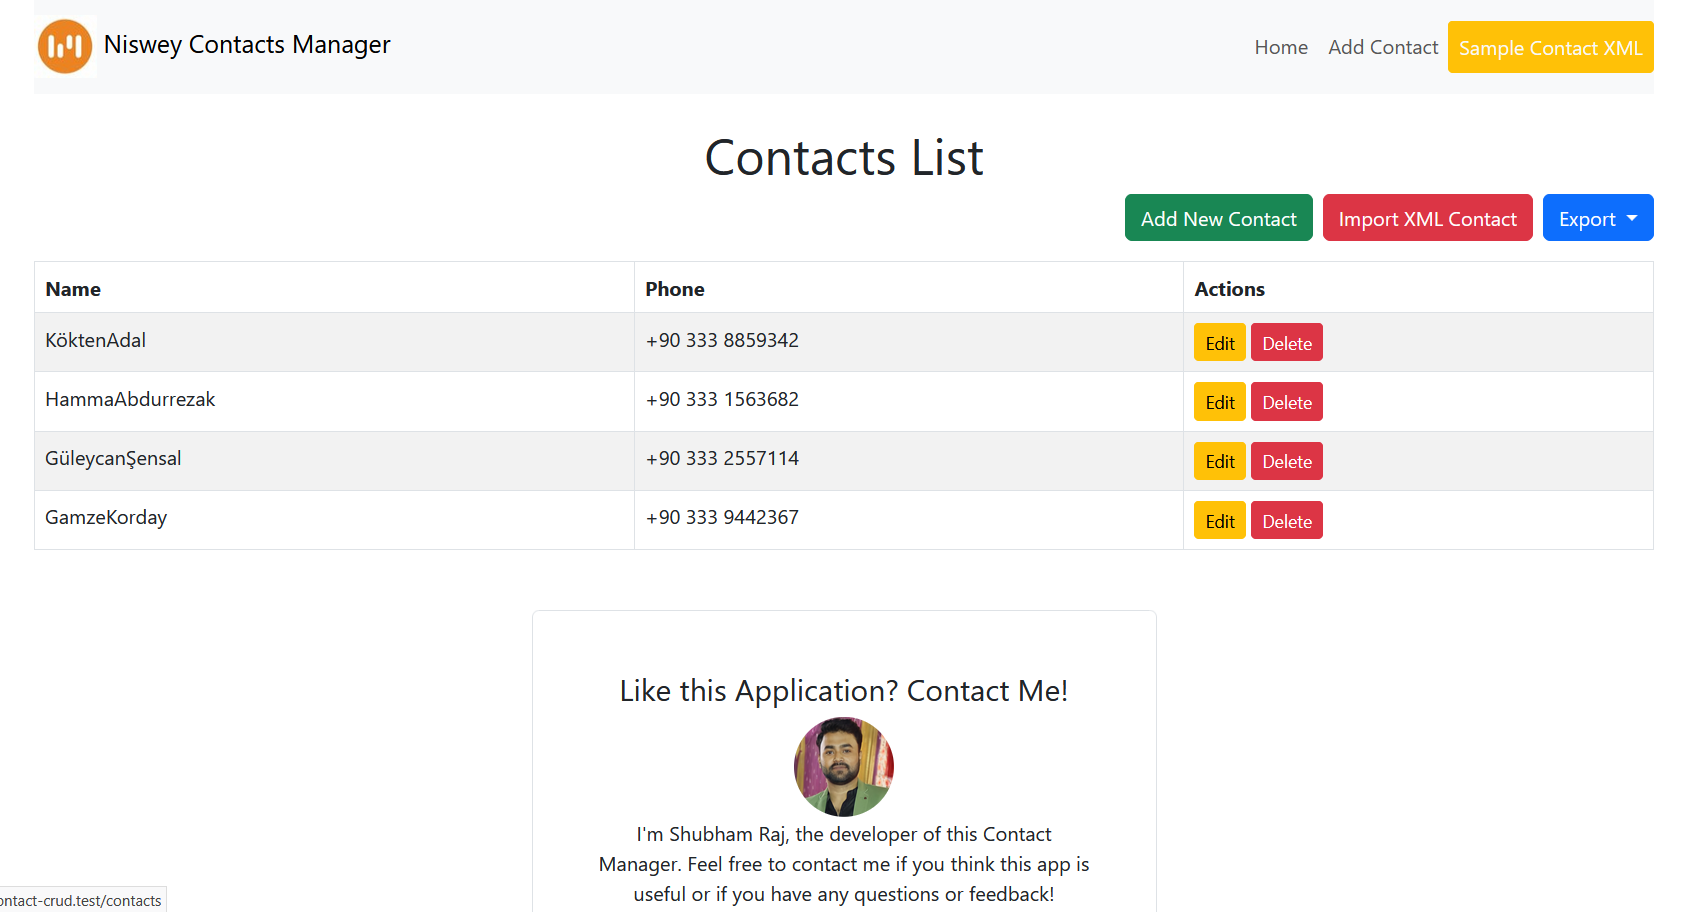 Niswey Contacts Manager
Home Add Contact Sample Contact XML
Contacts List
Add New Contact Import XML Contact Export
Name Phone Actions
KöktenAdal +90 333 8859342 Edit Delete
HammaAbdurrezak +90 333 1563682 Edit Delete
GüleycanŞensal +90 333 2557114 Edit Delete
GamzeKorday +90 333 9442367 Edit Delete
Like this Application? Contact Me!
I'm Shubham Raj, the developer of this Contact
Manager. Feel free to contact me if you think this app is
useful or if you have any questions or feedback!
ontact-crud.test/contacts